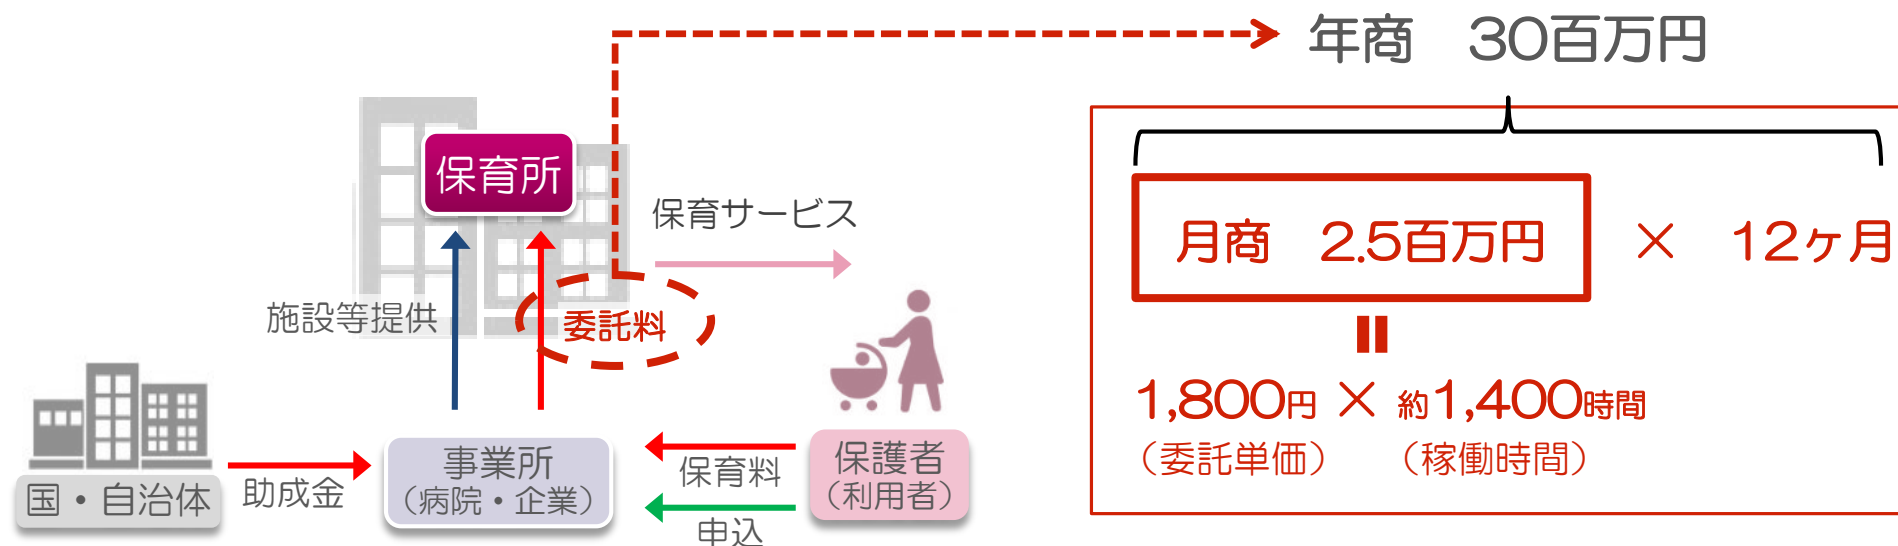 年商　30百万円
保育所
保育サービス
月商　2.5百万円　×　12ヶ月
施設等提供
委託料
1,800円 × 約1,400時間
（委託単価）　（稼働時間）
事業所
（病院・企業）
保育料
保護者
（利用者）
国・自治体
助成金
申込